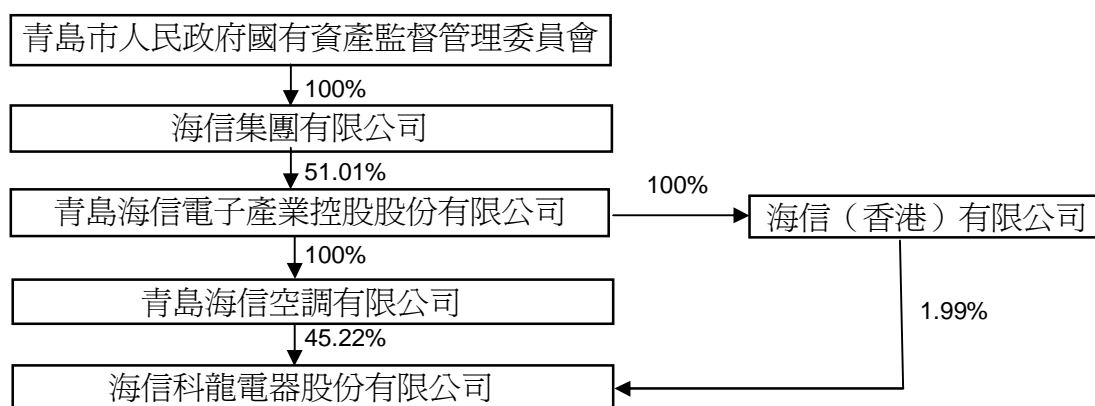 青島市人民政府國有資產監督管理委員會
100%
海信集團有限公司
51.01%
青島海信電子產業控股股份有限公司
100%
海信（香港）有限公司
100%
青島海信空調有限公司
1.99%
45.22%
海信科龍電器股份有限公司